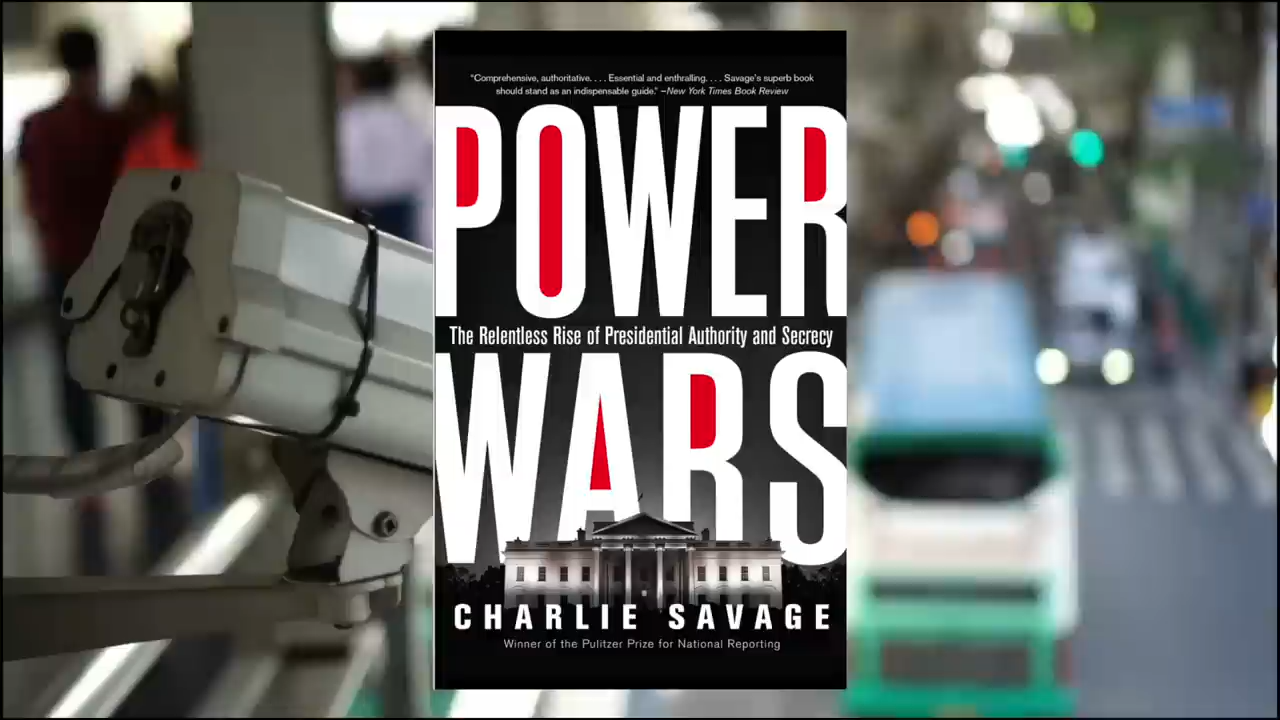 "Comprehensive, authoritative. . . . Essential and enthralling. . . . Savage's superb book
should stand as an indispensable guide." –New York Times Book Review
POWER
The Relentless Rise of Presidential Authority and Secrecy
WARS
CHARLIE SAVAGE
Winner of the Pulitzer Prize for National Reporting